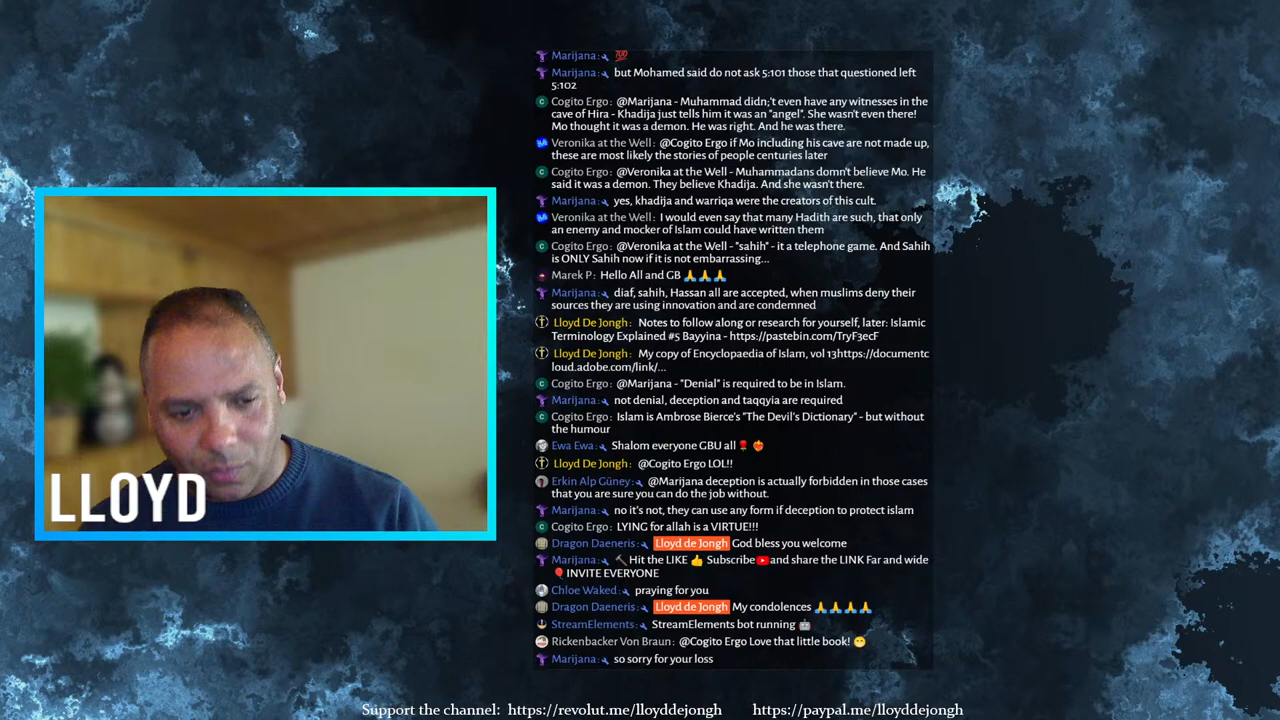 Marijana: 💯
Marijana: but Mohamed said do not ask 5:101 those that questioned left
5:102
Cogito Ergo: @Marijana - Muhammad didn;'t even have any witnesses in the
cave of Hira - Khadija just tells him it was an "angel". She wasn't even there!
Mo thought it was a demon. He was right. And he was there.
Veronika at the Well: @Cogito Ergo if Mo including his cave are not made up,
these are most likely the stories of people centuries later
Cogito Ergo: @Veronika at the Well - Muhammadans domn't believe Mo. He
said it was a demon. They believe Khadija. And she wasn't there.
Marijana: yes, khadija and warriqa were the creators of this cult.
Veronika at the Well: I would even say that many Hadith are such, that only
an enemy and mocker of Islam could have written them
Cogito Ergo: @Veronika at the Well - "sahih" - it a telephone game. And Sahih
is ONLY Sahih now if it is not embarrassing...
Marek P: Hello All and GB 🙏🙏🙏
Marijana: diaf, sahih, Hassan all are accepted, when muslims deny their
sources they are using innovation and are condemned
Lloyd De Jongh: Notes to follow along or research for yourself, later: Islamic
Terminology Explained #5 Bayyina - https://pastebin.com/TryF3ecF
Lloyd De Jongh: My copy of Encyclopaedia of Islam, vol 13https://documentc
loud.adobe.com/link/...
Cogito Ergo: @Marijana - "Denial" is required to be in Islam.
Marijana: not denial, deception and taqqyia are required
Cogito Ergo: Islam is Ambrose Bierce's "The Devil's Dictionary" - but without
the humour
Ewa Ewa: Shalom everyone GBU all 🌹 ❤️‍🔥
Lloyd De Jongh: @Cogito Ergo LOL!!
Erkin Alp Güney: @Marijana deception is actually forbidden in those cases
that you are sure you can do the job without.
Marijana: no it's not, they can use any form if deception to protect islam
Cogito Ergo: LYING for allah is a VIRTUE!!!
Dragon Daeneris: Lloyd de Jongh God bless you welcome
Marijana: 🔨Hit the LIKE 👍 Subscribe▶️and share the LINK Far and wide
🎈INVITE EVERYONE
Chloe Waked: praying for you
Dragon Daeneris: Lloyd de Jongh My condolences 🙏🙏🙏🙏
StreamElements: StreamElements bot running 🤖
Rickenbacker Von Braun: @Cogito Ergo Love that little book! 😁
Marijana: so sorry for your loss
LLOYD
Support the channel: https://revolut.me/lloyddejongh https://paypal.me/lloyddejongh